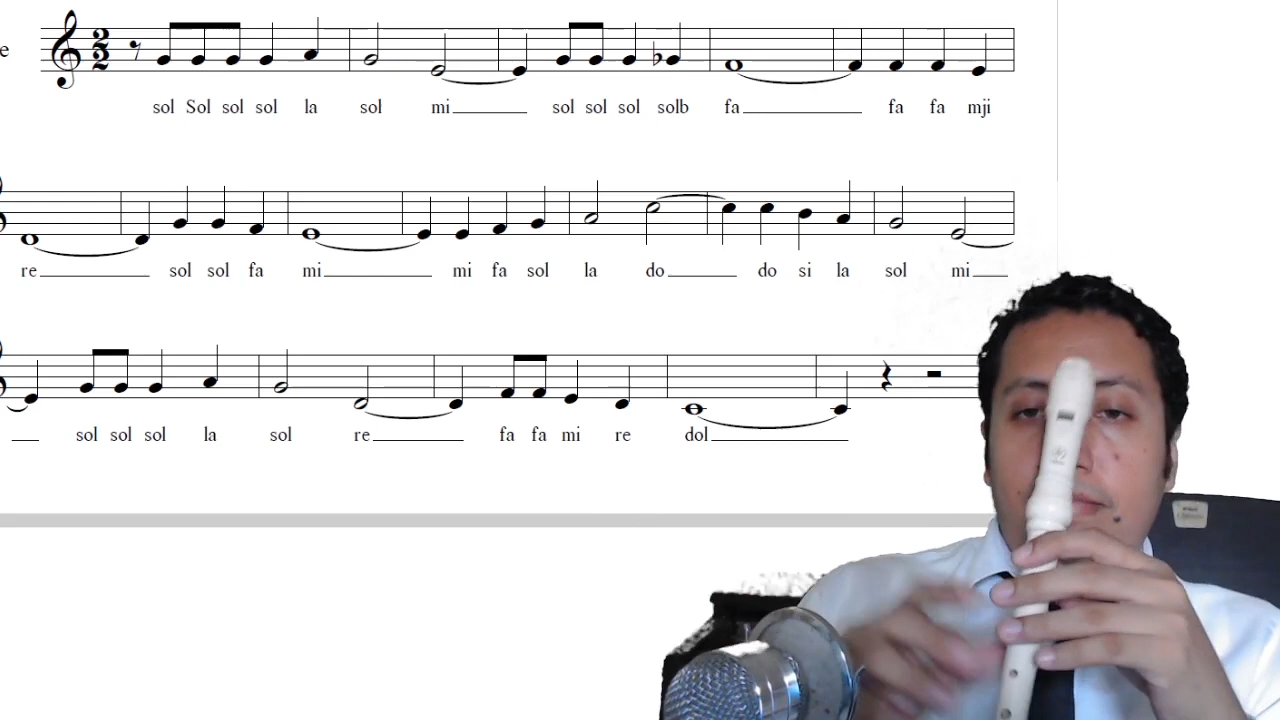 e
2
2
sol Sol sol sol la sol mi sol sol sol solb fa fa fa mji
re sol sol fa mi mi fa sol la do do si la sol mi
sol sol sol la sol re fa fa mi re dol